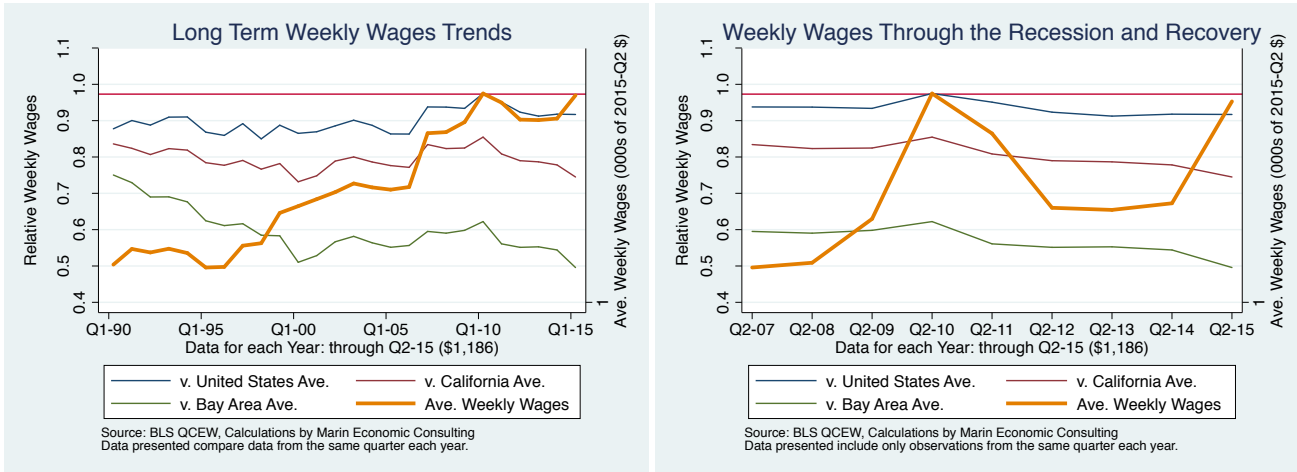 Long Term Weekly Wages Trends
Relative Weekly Wages
1.1
1.0
0.9
0.8
0.7
0.6
0.5
0.4
1
Ave. Weekly Wages (000s of 2015-Q2 $)
Q1-90 Q1-95 Q1-00 Q1-05 Q1-10 Q1-15
Data for each Year: through Q2-15 ($1,186)
v. United States Ave. v. California Ave.
v. Bay Area Ave. Ave. Weekly Wages
Source: BLS QCEW, Calculations by Marin Economic Consulting
Data presented compare data from the same quarter each year.
Weekly Wages Through the Recession and Recovery
Relative Weekly Wages
1.1
1.0
0.9
0.8
0.7
0.6
0.5
0.4
1
Ave. Weekly Wages (000s of 2015-Q2 $)
Q2-07 Q2-08 Q2-09 Q2-10 Q2-11 Q2-12 Q2-13 Q2-14 Q2-15
Data for each Year: through Q2-15 ($1,186)
v. United States Ave. v. California Ave.
v. Bay Area Ave. Ave. Weekly Wages
Source: BLS QCEW, Calculations by Marin Economic Consulting
Data presented include only observations from the same quarter each year.